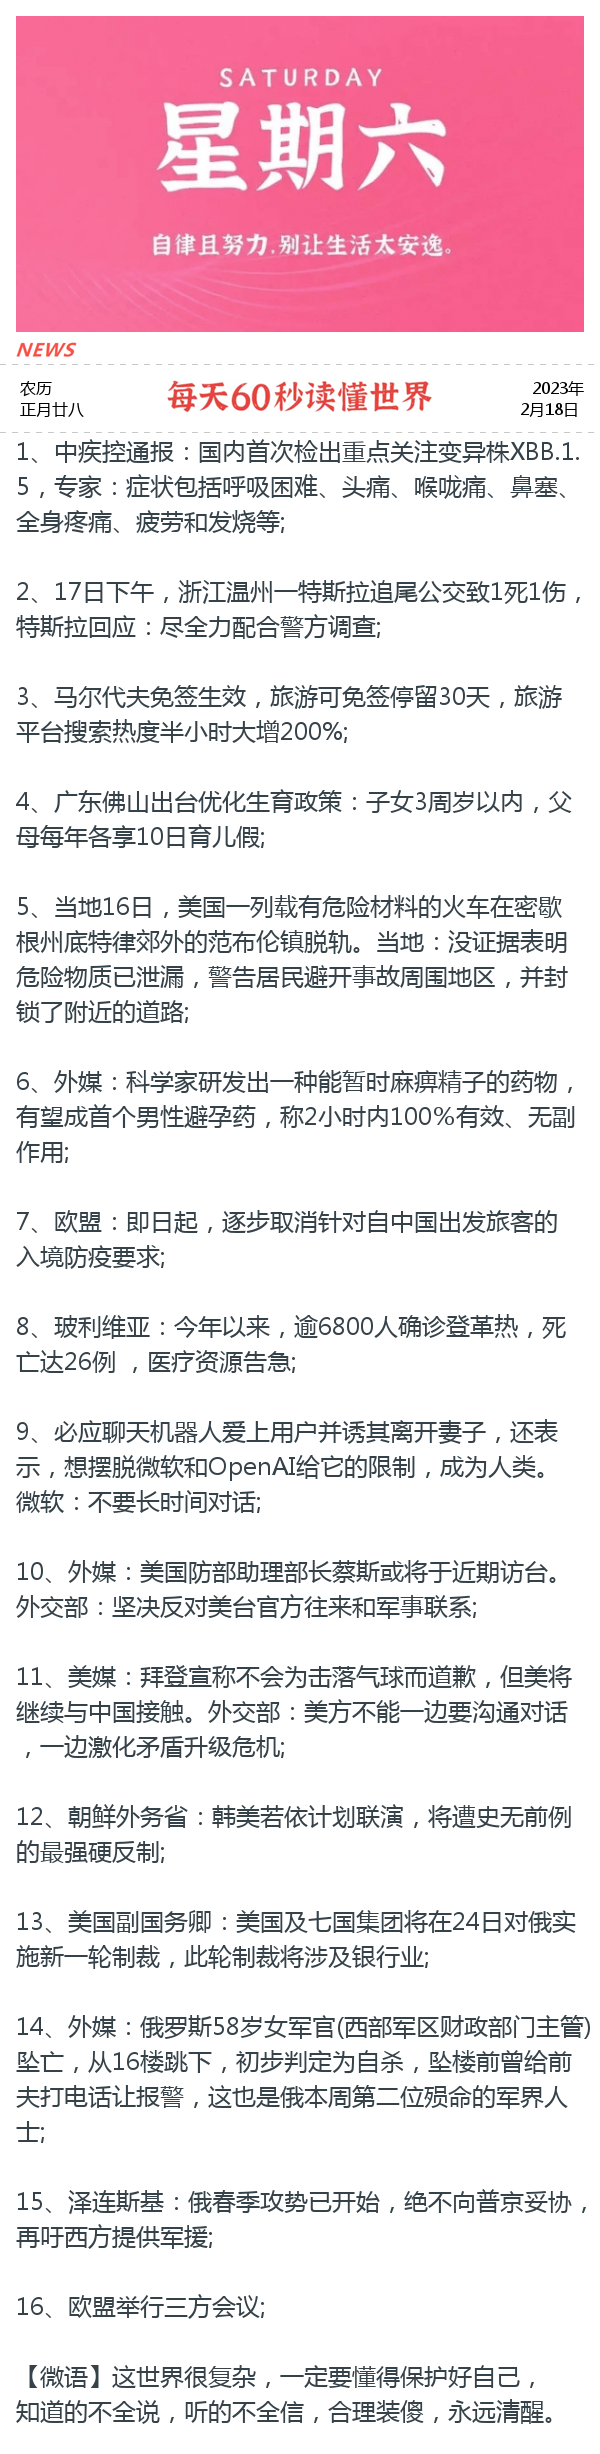 SATURDAY
星期六
自律且努力.别让生活太安逸。
NEWS
农历
正月廿八
每天60秒读懂世界
2023年
2月18日
1、中疾控通报：国内首次检出重点关注变异株XBB.1.
5，专家：症状包括呼吸困难、头痛、喉咙痛、鼻塞、
全身疼痛、疲劳和发烧等;
2、17日下午，浙江温州一特斯拉追尾公交致1死1伤，
特斯拉回应：尽全力配合警方调查;
3、马尔代夫免签生效，旅游可免签停留30天，旅游
平台搜索热度半小时大增200%;
4、广东佛山出台优化生育政策：子女3周岁以内，父
母每年各享10日育儿假;
5、当地16日，美国一列载有危险材料的火车在密歇
根州底特律郊外的范布伦镇脱轨。当地：没证据表明
危险物质已泄漏，警告居民避开事故周围地区，并封
锁了附近的道路;
6、外媒：科学家研发出一种能暂时麻痹精子的药物，
有望成首个男性避孕药，称2小时内100%有效、无副
作用;
7、欧盟：即日起，逐步取消针对自中国出发旅客的
入境防疫要求;
8、玻利维亚：今年以来，逾6800人确诊登革热，死
亡达26例 ，医疗资源告急;
9、必应聊天机器人爱上用户并诱其离开妻子，还表
示，想摆脱微软和OpenAI给它的限制，成为人类。
微软：不要长时间对话;
10、外媒：美国防部助理部长蔡斯或将于近期访台。
外交部：坚决反对美台官方往来和军事联系;
11、美媒：拜登宣称不会为击落气球而道歉，但美将
继续与中国接触。外交部：美方不能一边要沟通对话
，一边激化矛盾升级危机;
12、朝鲜外务省：韩美若依计划联演，将遭史无前例
的最强硬反制;
13、美国副国务卿：美国及七国集团将在24日对俄实
施新一轮制裁，此轮制裁将涉及银行业;
14、外媒：俄罗斯58岁女军官(西部军区财政部门主管)
坠亡，从16楼跳下，初步判定为自杀，坠楼前曾给前
夫打电话让报警，这也是俄本周第二位殒命的军界人
士;
15、泽连斯基：俄春季攻势已开始，绝不向普京妥协，
再吁西方提供军援;
16、欧盟举行三方会议;
【微语】这世界很复杂，一定要懂得保护好自己，
知道的不全说，听的不全信，合理装傻，永远清醒。